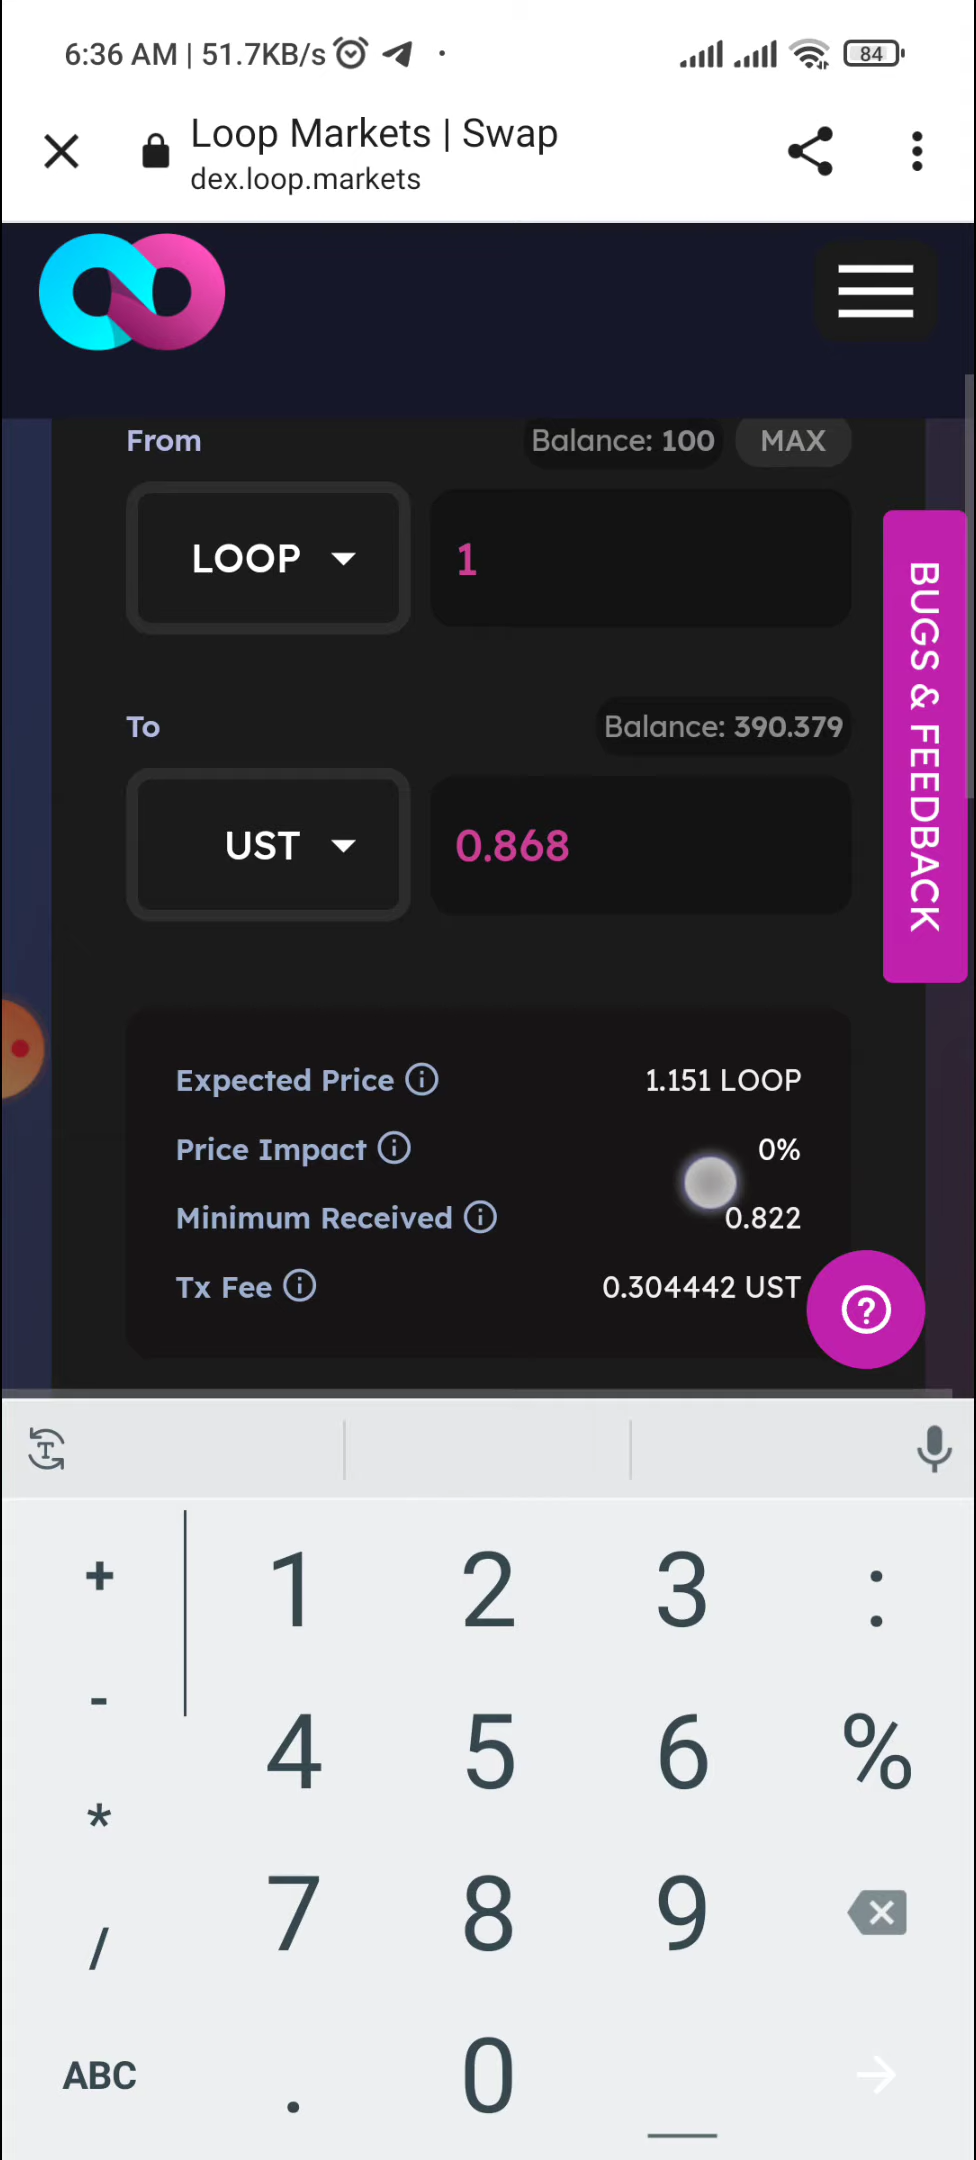 6:36 AM | 51.7KB/s
84
Loop Markets | Swap
dex.loop.markets
From
Balance: 100
MAX
LOOP
1
To
Balance: 390.379
UST
0.868
BUGS & FEEDBACK
Expected Price
1.151 LOOP
Price Impact
0%
Minimum Received
0.822
Tx Fee
0.304442 UST
+ 1 2 3 :
- 4 5 6 %
*
/ 7 8 9
ABC . 0